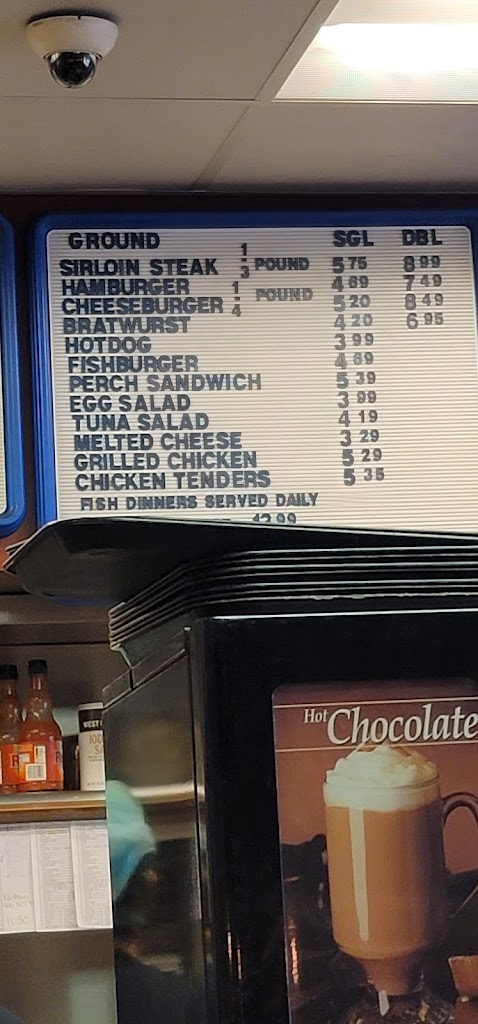 GROUND SGL DBL
SIRLOIN STEAK 1/3 POUND 5 75 8 99
HAMBURGER 4 69 7 49
CHEESEBURGER 1/4 POUND 5 20 8 49
BRATWURST 4 20 6 95
HOTDOG 3 99
FISHBURGER 4 69
PERCH SANDWICH 5 39
EGG SALAD 3 99
TUNA SALAD 4 19
MELTED CHEESE 3 29
GRILLED CHICKEN 5 29
CHICKEN TENDERS 5 35
FISH DINNERS SERVED DAILY
Hot Chocolate
WEST